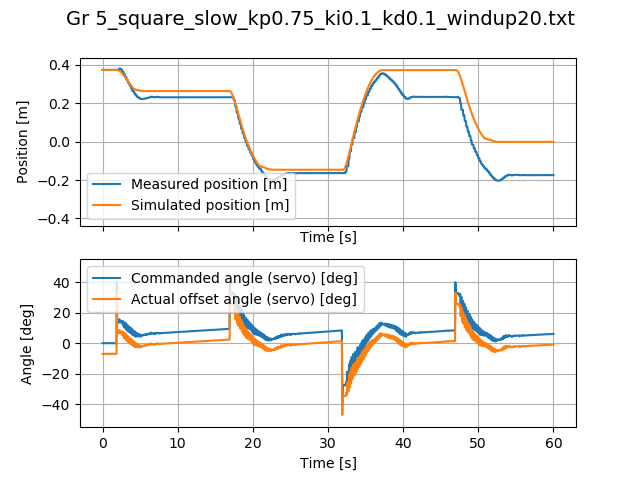 Gr 5_square_slow_kp0.75_ki0.1_kd0.1_windup20.txt
0.4
0.2
0.0
−0.2
−0.4
Position [m]
Measured position [m]
Simulated position [m]
Time [s]
40
20
0
−20
−40
Angle [deg]
Commanded angle (servo) [deg]
Actual offset angle (servo) [deg]
0
10
20
30
40
50
60
Time [s]